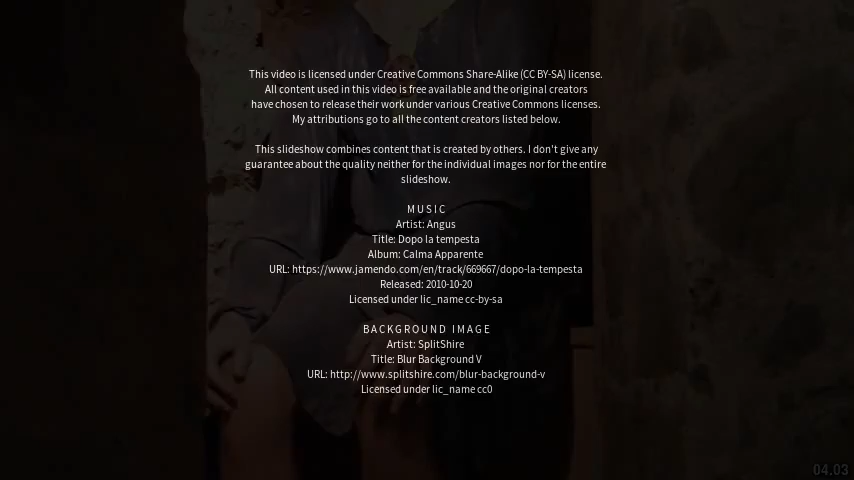 This video is licensed under Creative Commons Share-Alike (CC BY-SA) license.
All content used in this video is free available and the original creators
have chosen to release their work under various Creative Commons licenses.
My attributions go to all the content creators listed below.
This slideshow combines content that is created by others. I don't give any
guarantee about the quality neither for the individual images nor for the entire
slideshow.
MUSIC
Artist: Angus
Title: Dopo la tempesta
Album: Calma Apparente
URL: https://www.jamendo.com/en/track/669667/dopo-la-tempesta
Released: 2010-10-20
Licensed under lic_name cc-by-sa
BACKGROUND IMAGE
Artist: SplitShire
Title: Blur Background V
URL: http://www.splitshire.com/blur-background-v
Licensed under lic_name cc0
04.03